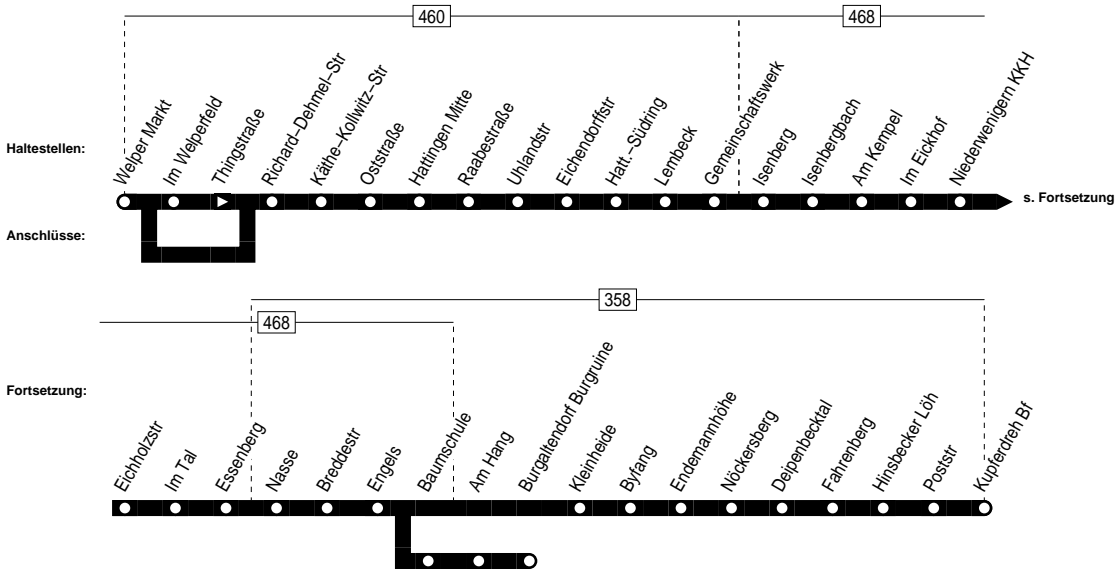 460
468
Haltestellen:
Welper Markt
Im Welperfeld
Thingstraße
Richard–Dehmel–Str
Käthe–Kollwitz–Str
Oststraße
Hattingen Mitte
Raabestraße
Uhlandstr
Eichendorffstr
Hatt.–Südring
Lembeck
Gemeinschaftswerk
Isenberg
Isenbergbach
Am Kempel
Im Eickhof
Niederwenigern KKH
s. Fortsetzung
Anschlüsse:
358
468
Fortsetzung:
Eichholzstr
Im Tal
Essenberg
Nasse
Breddestr
Engels
Baumschule
Am Hang
Burgaltendorf Burgruine
Kleinheide
Byfang
Endemannhöhe
Nöckersberg
Deipenbecktal
Fahrenberg
Hinsbecker Löh
Poststr
Kupferdreh Bf